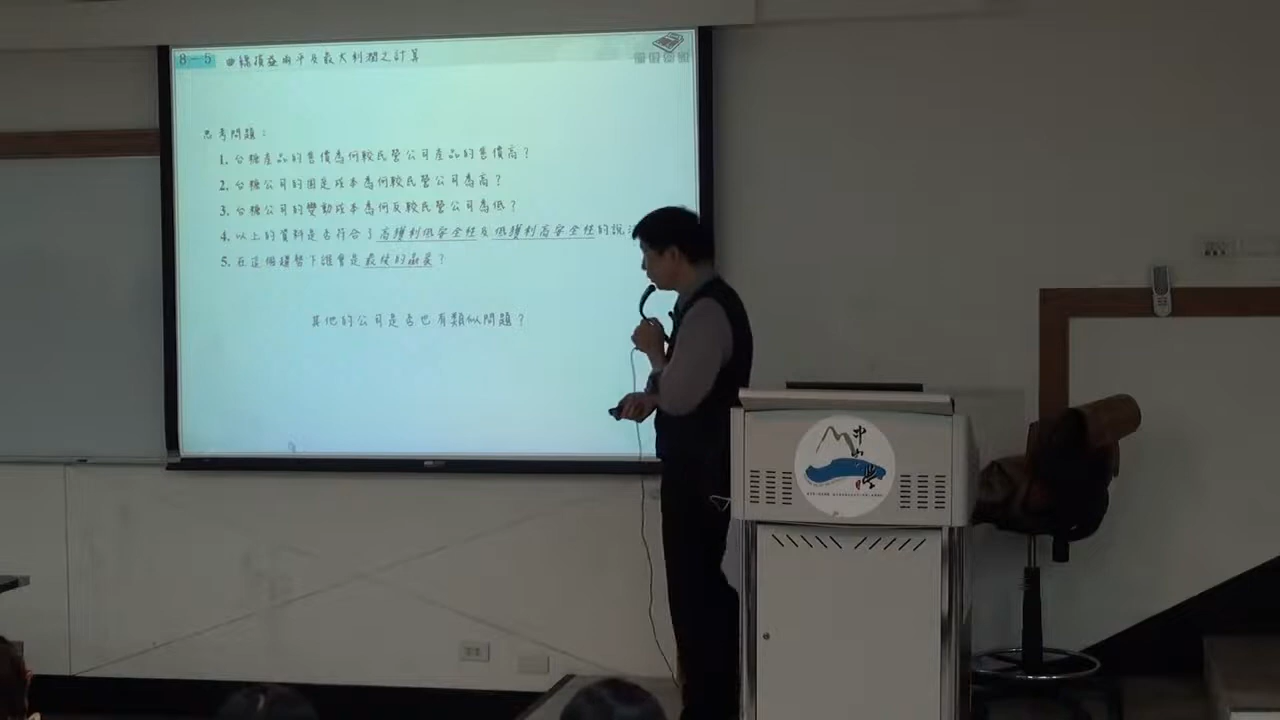 8-5 曲線損益兩平及最大利潤之計算
思考問題：
1. 台糖產品的售價為何較民營公司產品的售價高？
2. 台糖公司的固定成本為何較民營公司為高？
3. 台糖公司的變動成本為何反較民營公司為低？
4. 以上的資料是否符合了高獲利低安全性及低獲利高安全性的說
5. 在這個趨勢下誰會是最後的贏家？
其他的公司是否也有類似問題？